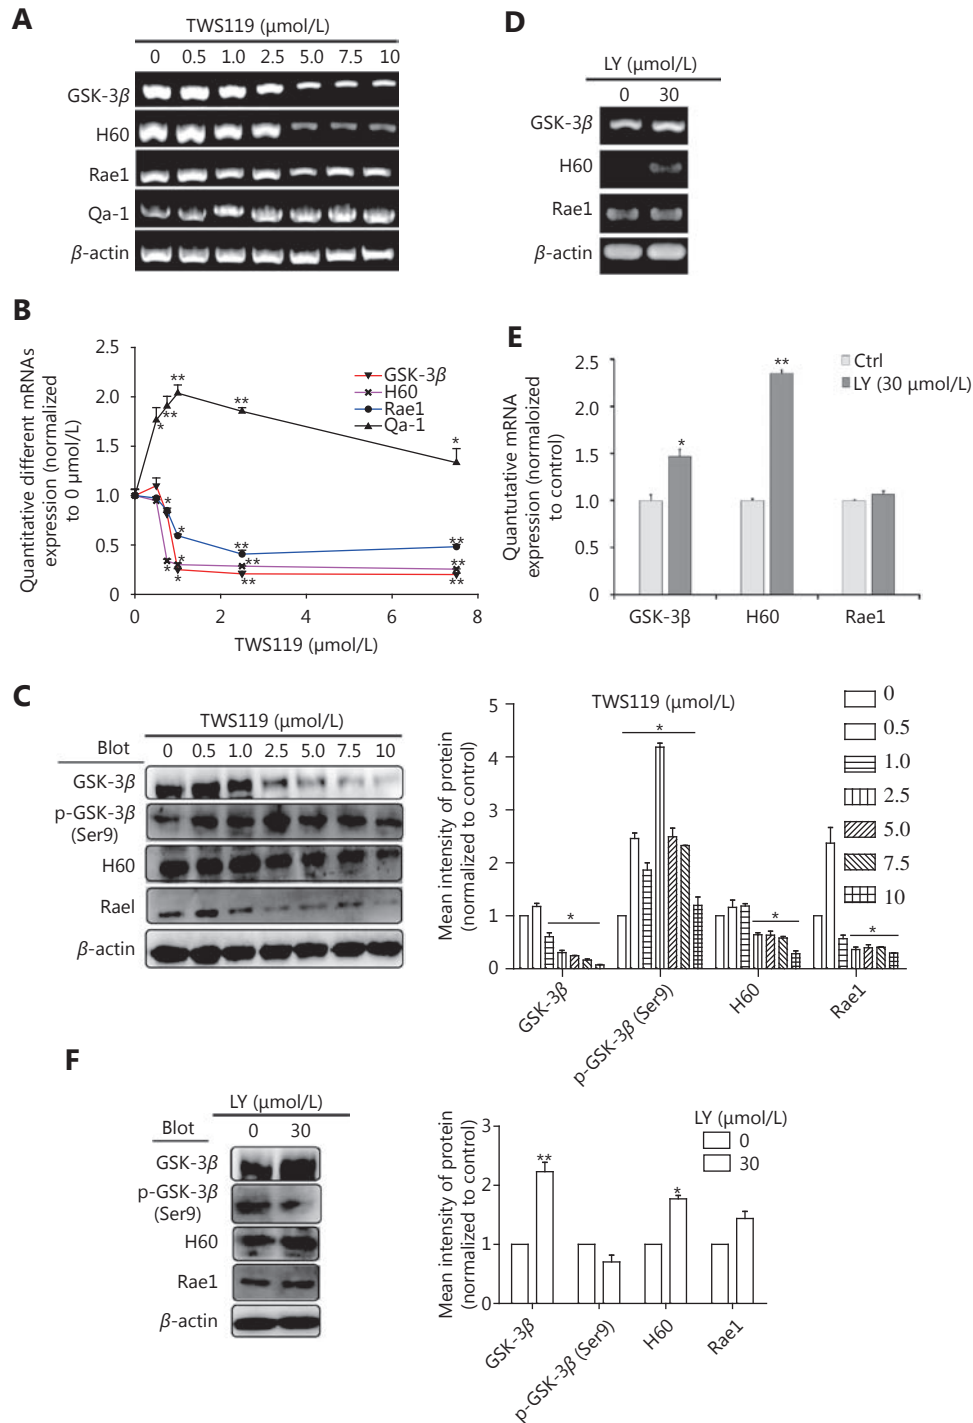 A
TWS119 (μmol/L)
0 0.5 1.0 2.5 5.0 7.5 10
GSK-3β
H60
Rae1
Qa-1
β-actin
D
LY (μmol/L)
0 30
GSK-3β
H60
Rae1
β-actin
B
Quantitative different mRNAs
expression (normalized
to 0 μmol/L)
2.5
2.0
1.5
1.0
0.5
0
0 2 4 6 8
TWS119 (μmol/L)
GSK-3β
H60
Rae1
Qa-1
** ** * * ** * * * * * ** ** ** ** ** **
E
Quantutative mRNA
expression (normaloized
to control)
2.5
2.0
1.5
1.0
0.5
0
* **
Ctrl
LY (30 μmol/L)
GSK-3β H60 Rae1
C
TWS119 (μmol/L)
Blot 0 0.5 1.0 2.5 5.0 7.5 10
GSK-3β
p-GSK-3β
(Ser9)
H60
Rael
β-actin
Mean intensity of protein
(normalized to control)
5
4
3
2
1
0
TWS119 (μmol/L)
* * * *
0
0.5
1.0
2.5
5.0
7.5
10
GSK-3β p-GSK-3β (Ser9) H60 Rae1
F
LY (μmol/L)
Blot 0 30
GSK-3β
p-GSK-3β
(Ser9)
H60
Rae1
β-actin
Mean intensity of protein
(normalized to control)
3
2
1
0
** *
LY (μmol/L)
0
30
GSK-3β p-GSK-3β (Ser9) H60 Rae1